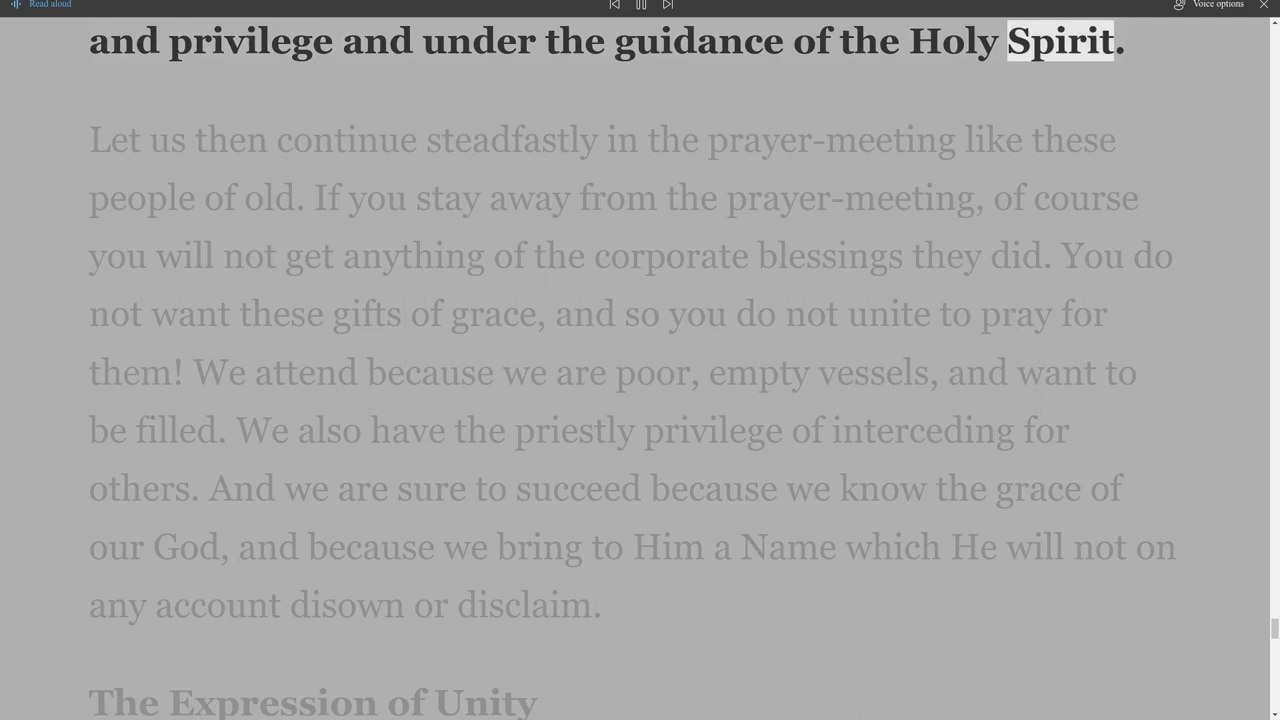 Read aloud
Voice options
and privilege and under the guidance of the Holy Spirit.
Let us then continue steadfastly in the prayer-meeting like these
people of old. If you stay away from the prayer-meeting, of course
you will not get anything of the corporate blessings they did. You do
not want these gifts of grace, and so you do not unite to pray for
them! We attend because we are poor, empty vessels, and want to
be filled. We also have the priestly privilege of interceding for
others. And we are sure to succeed because we know the grace of
our God, and because we bring to Him a Name which He will not on
any account disown or disclaim.
The Expression of Unity